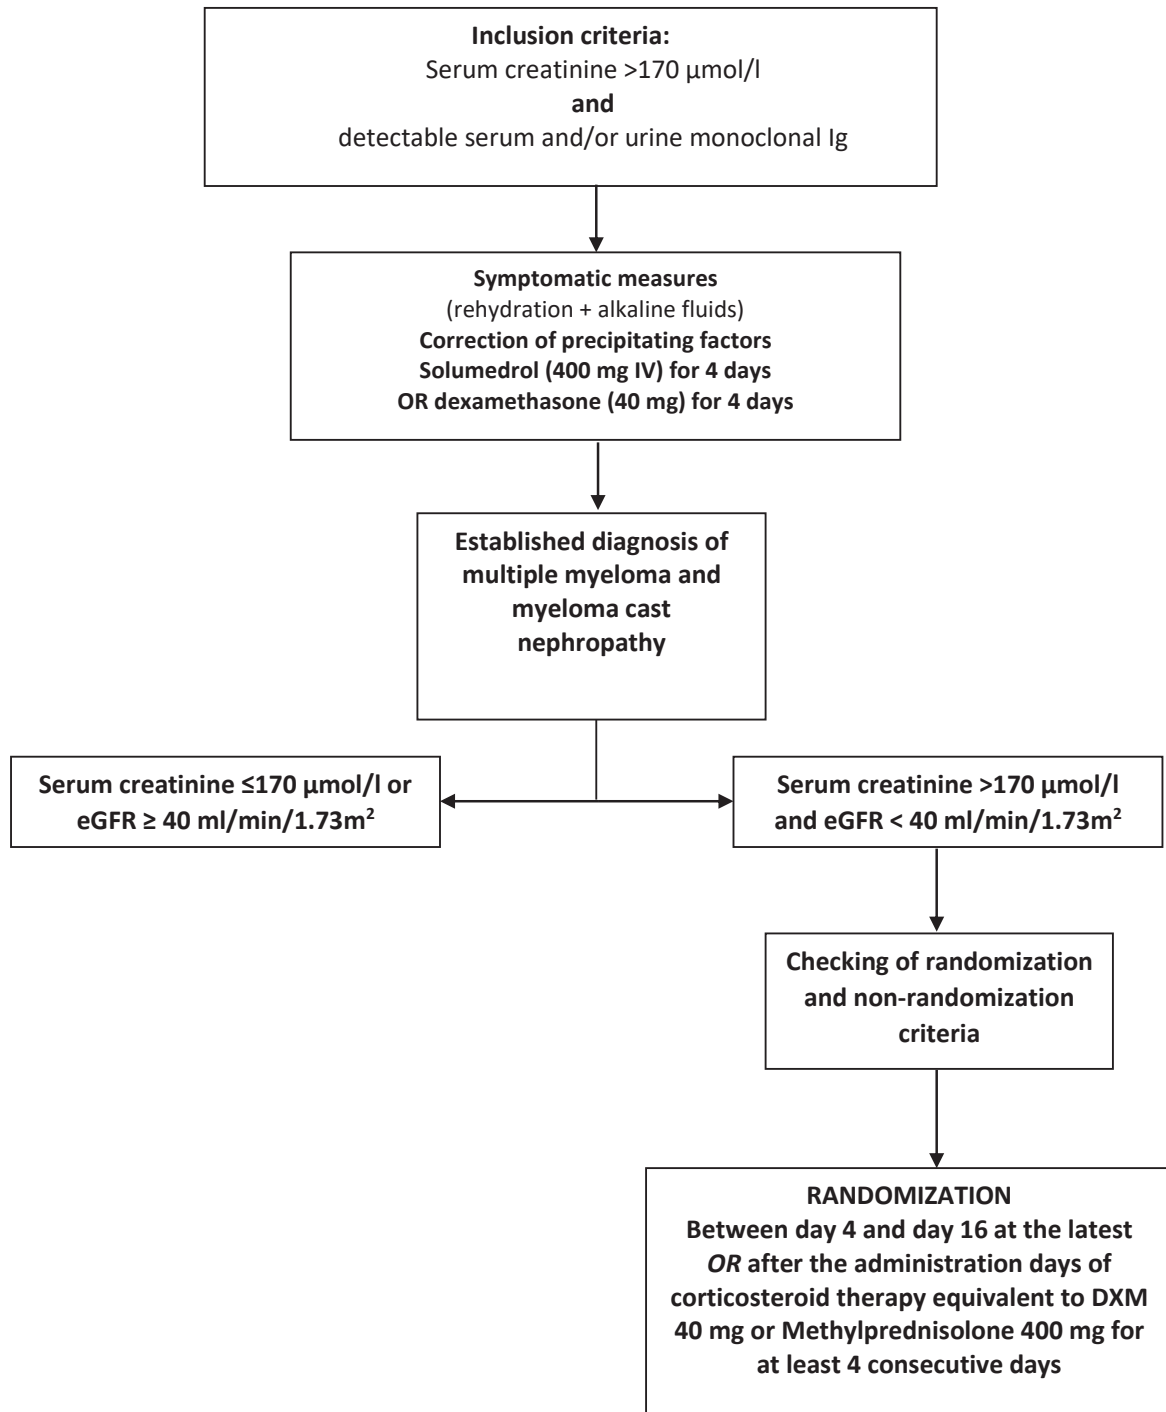 Inclusion criteria:
Serum creatinine >170 µmol/l
and
detectable serum and/or urine monoclonal Ig
Symptomatic measures
(rehydration + alkaline fluids)
Correction of precipitating factors
Solumedrol (400 mg IV) for 4 days
OR dexamethasone (40 mg) for 4 days
Established diagnosis of
multiple myeloma and
myeloma cast
nephropathy
Serum creatinine ≤170 µmol/l or
eGFR ≥ 40 ml/min/1.73m²
Serum creatinine >170 µmol/l
and eGFR < 40 ml/min/1.73m²
Checking of randomization
and non-randomization
criteria
RANDOMIZATION
Between day 4 and day 16 at the latest
OR after the administration days of
corticosteroid therapy equivalent to DXM
40 mg or Methylprednisolone 400 mg for
at least 4 consecutive days